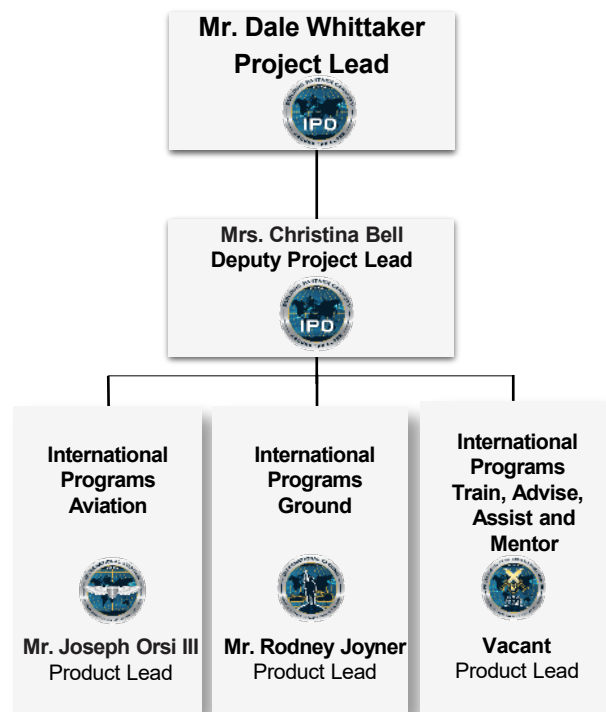 Mr. Dale Whittaker
Project Lead
IPO
Mrs. Christina Bell
Deputy Project Lead
IPO
International
Programs
Aviation
Mr. Joseph Orsi III
Product Lead
International
Programs
Ground
Mr. Rodney Joyner
Product Lead
International
Programs
Train, Advise,
Assist and
Mentor
Vacant
Product Lead